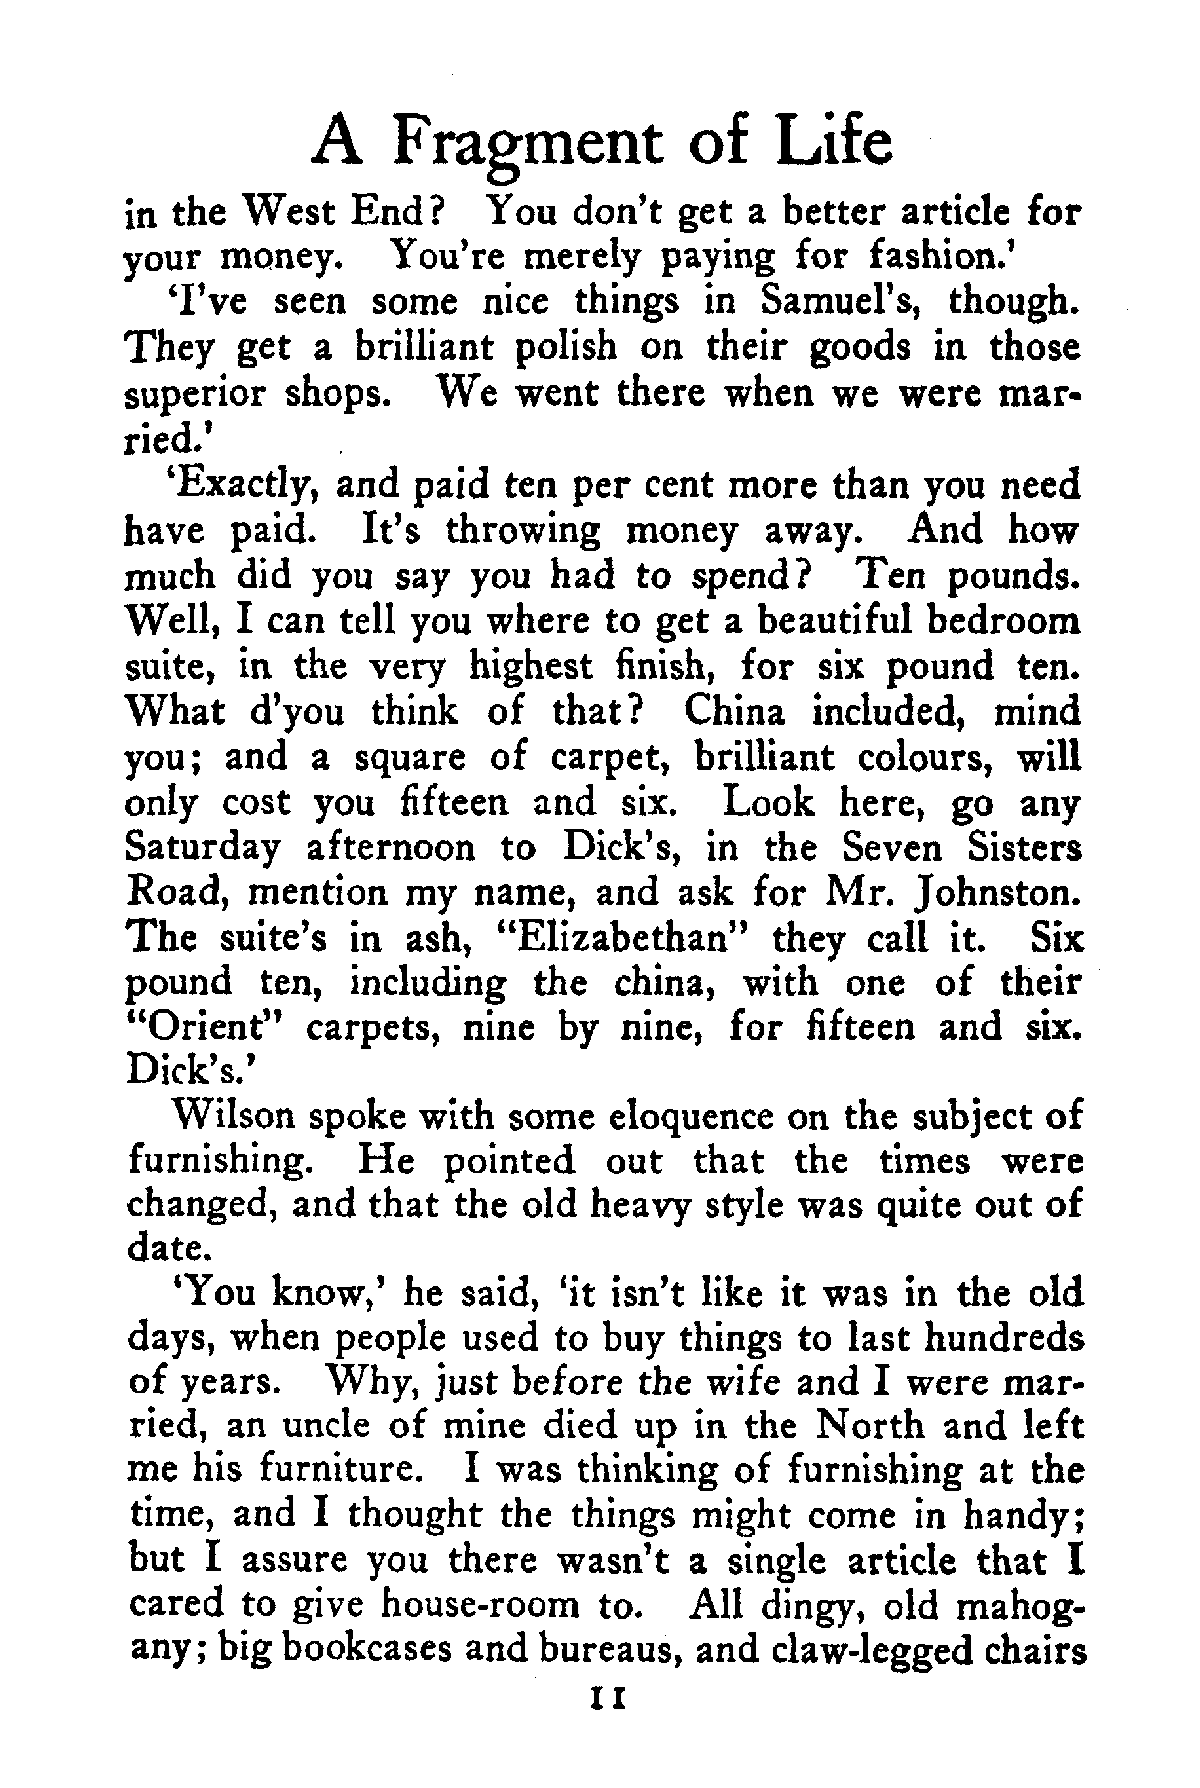 A Fragment of Life
in the West End? You don't get a better article for
your money. You're merely paying for fashion.'
'I've seen some nice things in Samuel's, though.
They get a brilliant polish on their goods in those
superior shops. We went there when we were mar-
ried.'
'Exactly, and paid ten per cent more than you need
have paid. It's throwing money away. And how
much did you say you had to spend? Ten pounds.
Well, I can tell you where to get a beautiful bedroom
suite, in the very highest finish, for six pound ten.
What d'you think of that? China included, mind
you; and a square of carpet, brilliant colours, will
only cost you fifteen and six. Look here, go any
Saturday afternoon to Dick's, in the Seven Sisters
Road, mention my name, and ask for Mr. Johnston.
The suite's in ash, "Elizabethan" they call it. Six
pound ten, including the china, with one of their
"Orient" carpets, nine by nine, for fifteen and six.
Dick's.'
Wilson spoke with some eloquence on the subject of
furnishing. He pointed out that the times were
changed, and that the old heavy style was quite out of
date.
'You know,' he said, 'it isn't like it was in the old
days, when people used to buy things to last hundreds
of years. Why, just before the wife and I were mar-
ried, an uncle of mine died up in the North and left
me his furniture. I was thinking of furnishing at the
time, and I thought the things might come in handy;
but I assure you there wasn't a single article that I
cared to give house-room to. All dingy, old mahog-
any; big bookcases and bureaus, and claw-legged chairs
11